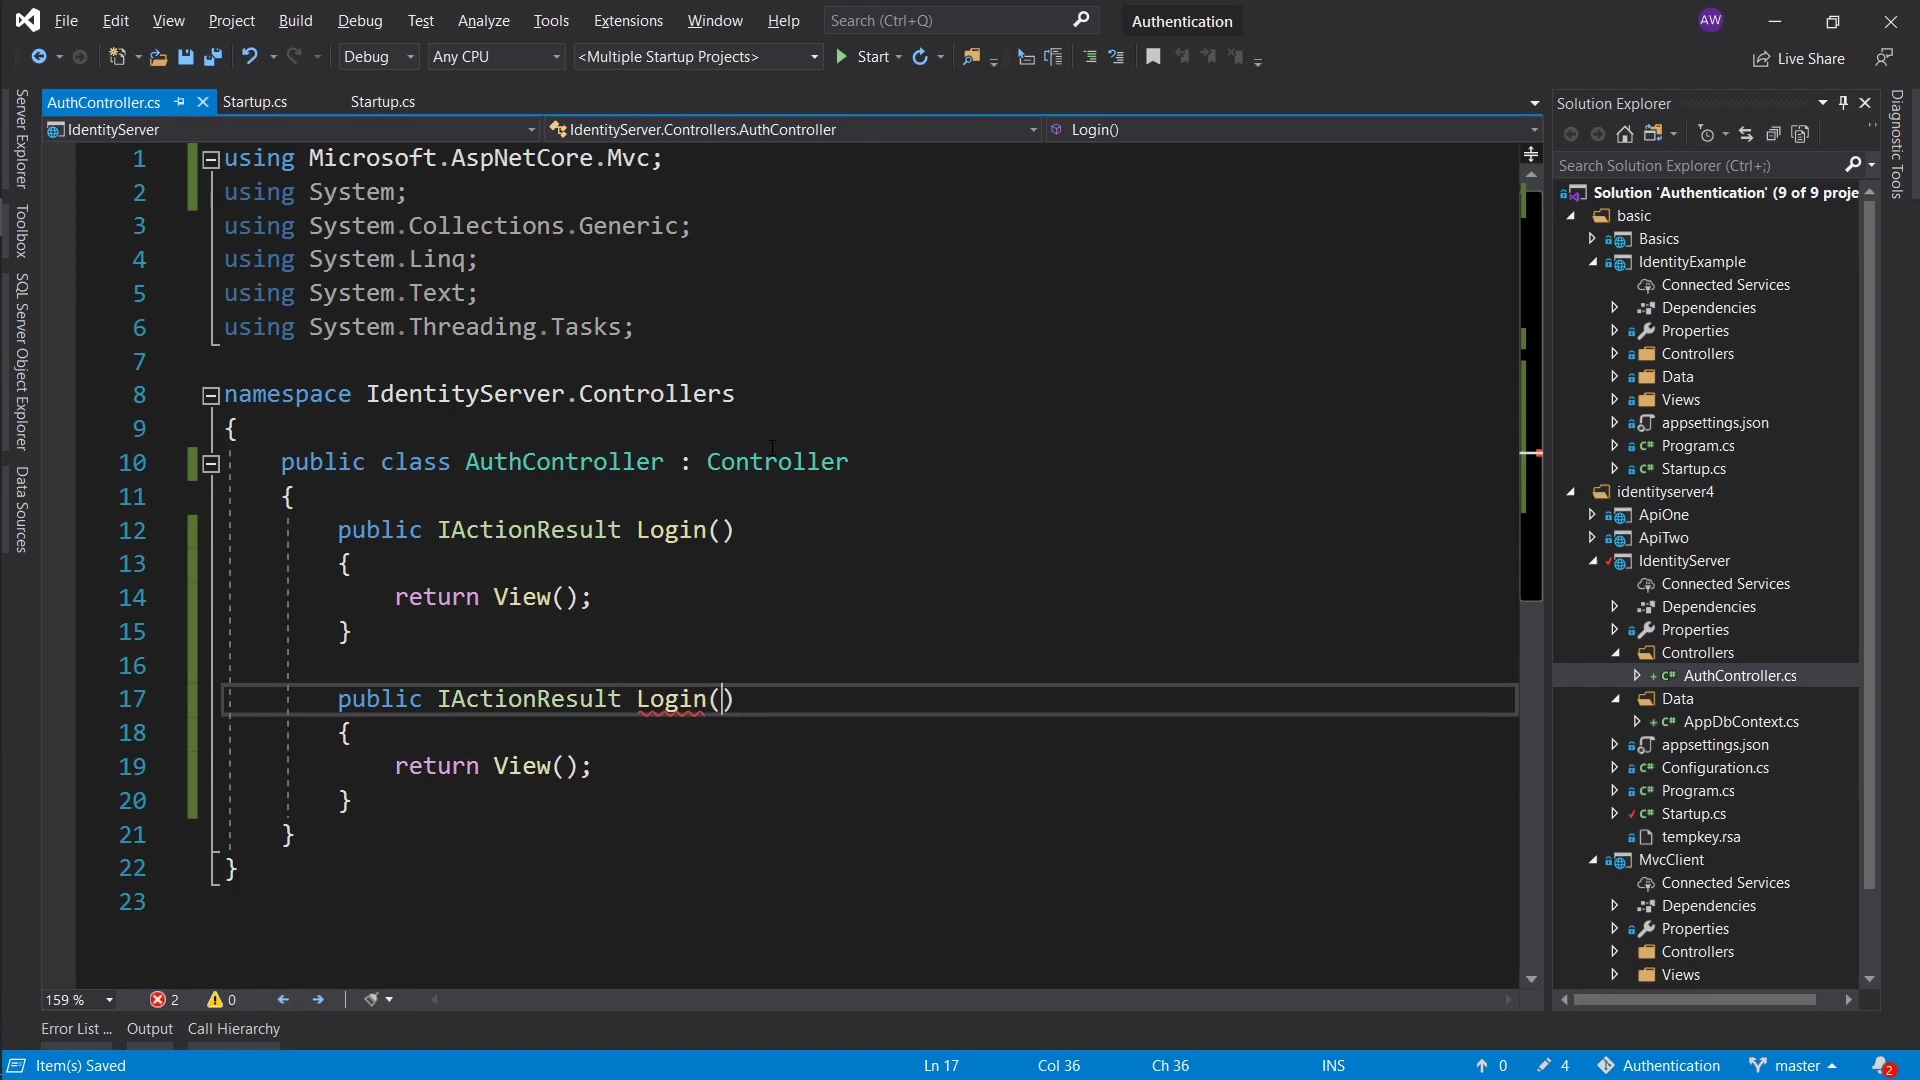 File Edit View Project Build Debug Test Analyze Tools Extensions Window Help Search (Ctrl+Q) Authentication AW
Debug Any CPU <Multiple Startup Projects> Start Live Share
AuthController.cs Startup.cs Startup.cs
IdentityServer IdentityServer.Controllers.AuthController Login()
1 using Microsoft.AspNetCore.Mvc;
2 using System;
3 using System.Collections.Generic;
4 using System.Linq;
5 using System.Text;
6 using System.Threading.Tasks;
7
8 namespace IdentityServer.Controllers
9 {
10 public class AuthController : Controller
11 {
12 public IActionResult Login()
13 {
14 return View();
15 }
16
17 public IActionResult Login()
18 {
19 return View();
20 }
21 }
22 }
23
159 % 2 0
Error List ... Output Call Hierarchy
Item(s) Saved Ln 17 Col 36 Ch 36 INS 0 4 Authentication master 2
Server Explorer
Toolbox
SQL Server Object Explorer
Data Sources
Solution Explorer
Search Solution Explorer (Ctrl+;)
Solution 'Authentication' (9 of 9 proje
basic
Basics
IdentityExample
Connected Services
Dependencies
Properties
Controllers
Data
Views
appsettings.json
C# Program.cs
C# Startup.cs
identityserver4
ApiOne
ApiTwo
IdentityServer
Connected Services
Dependencies
Properties
Controllers
+ C# AuthController.cs
Data
+ C# AppDbContext.cs
appsettings.json
C# Configuration.cs
C# Program.cs
C# Startup.cs
tempkey.rsa
MvcClient
Connected Services
Dependencies
Properties
Controllers
Views
Diagnostic Tools